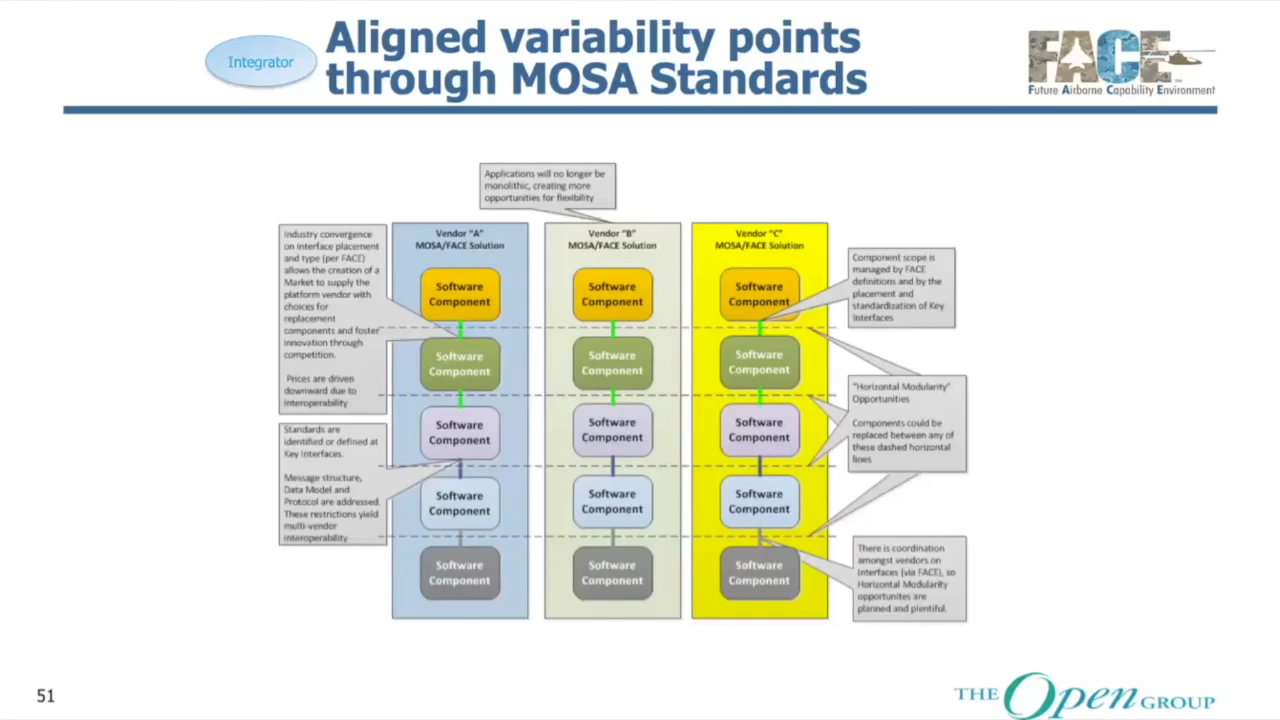 Integrator
Aligned variability points
through MOSA Standards
FACE
TM
Future Airborne Capability Environment
Applications will no longer be
monolithic, creating more
opportunities for flexibility
Industry convergence
on interface placement
and type (per FACE)
allows the creation of a
Market to supply the
platform vendor with
choices for
replacement
components and foster
Innovation through
competition.
Prices are driven
downward due to
interoperability
Standards are
identified or defined at
Key Interfaces.
Message structure,
Data Model and
Protocol are addressed.
These restrictions yield
multi-vendor
interoperability
Vendor "A"
MOSA/FACE Solution
Software
Component
Software
Component
Software
Component
Software
Component
Software
Component
Vendor "B"
MOSA/FACE Solution
Software
Component
Software
Component
Software
Component
Software
Component
Software
Component
Vendor "C"
MOSA/FACE Solution
Software
Component
Software
Component
Software
Component
Software
Component
Software
Component
Component scope is
managed by FACE
definitions and by the
placement and
standardization of Key
Interfaces
"Horizontal Modularity"
Opportunities
Components could be
replaced between any of
these dashed horizontal
lines
There is coordination
amongst vendors on
Interfaces (via FACE), so
Horizontal Modularity
opportunites are
planned and plentiful.
51
THE Open GROUP